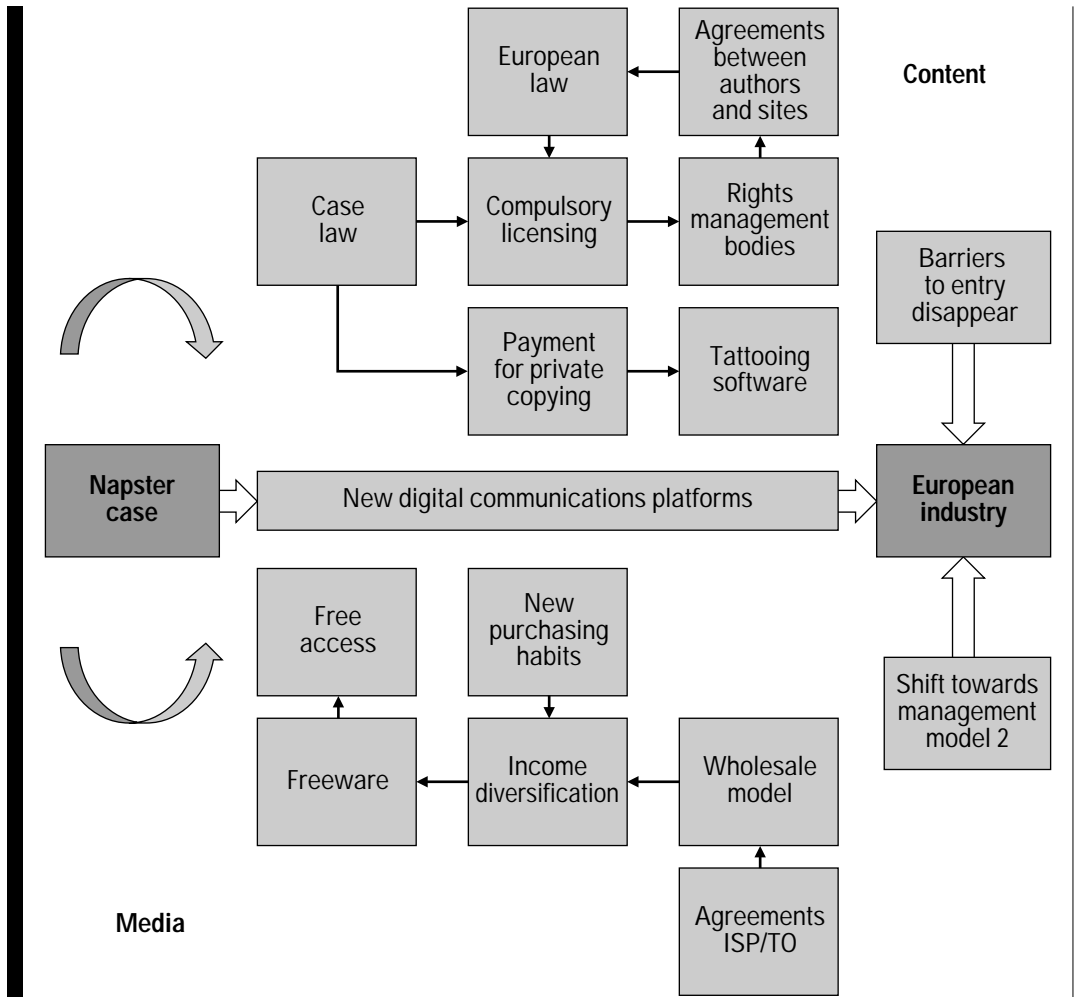 European
law
Agreements
between
authors
and sites
Content
Case
law
Compulsory
licensing
Rights
management
bodies
Barriers
to entry
disappear
Payment
for private
copying
Tattooing
software
Napster
case
New digital communications platforms
European
industry
Free
access
New
purchasing
habits
Shift towards
management
model 2
Freeware
Income
diversification
Wholesale
model
Media
Agreements
ISP/TO